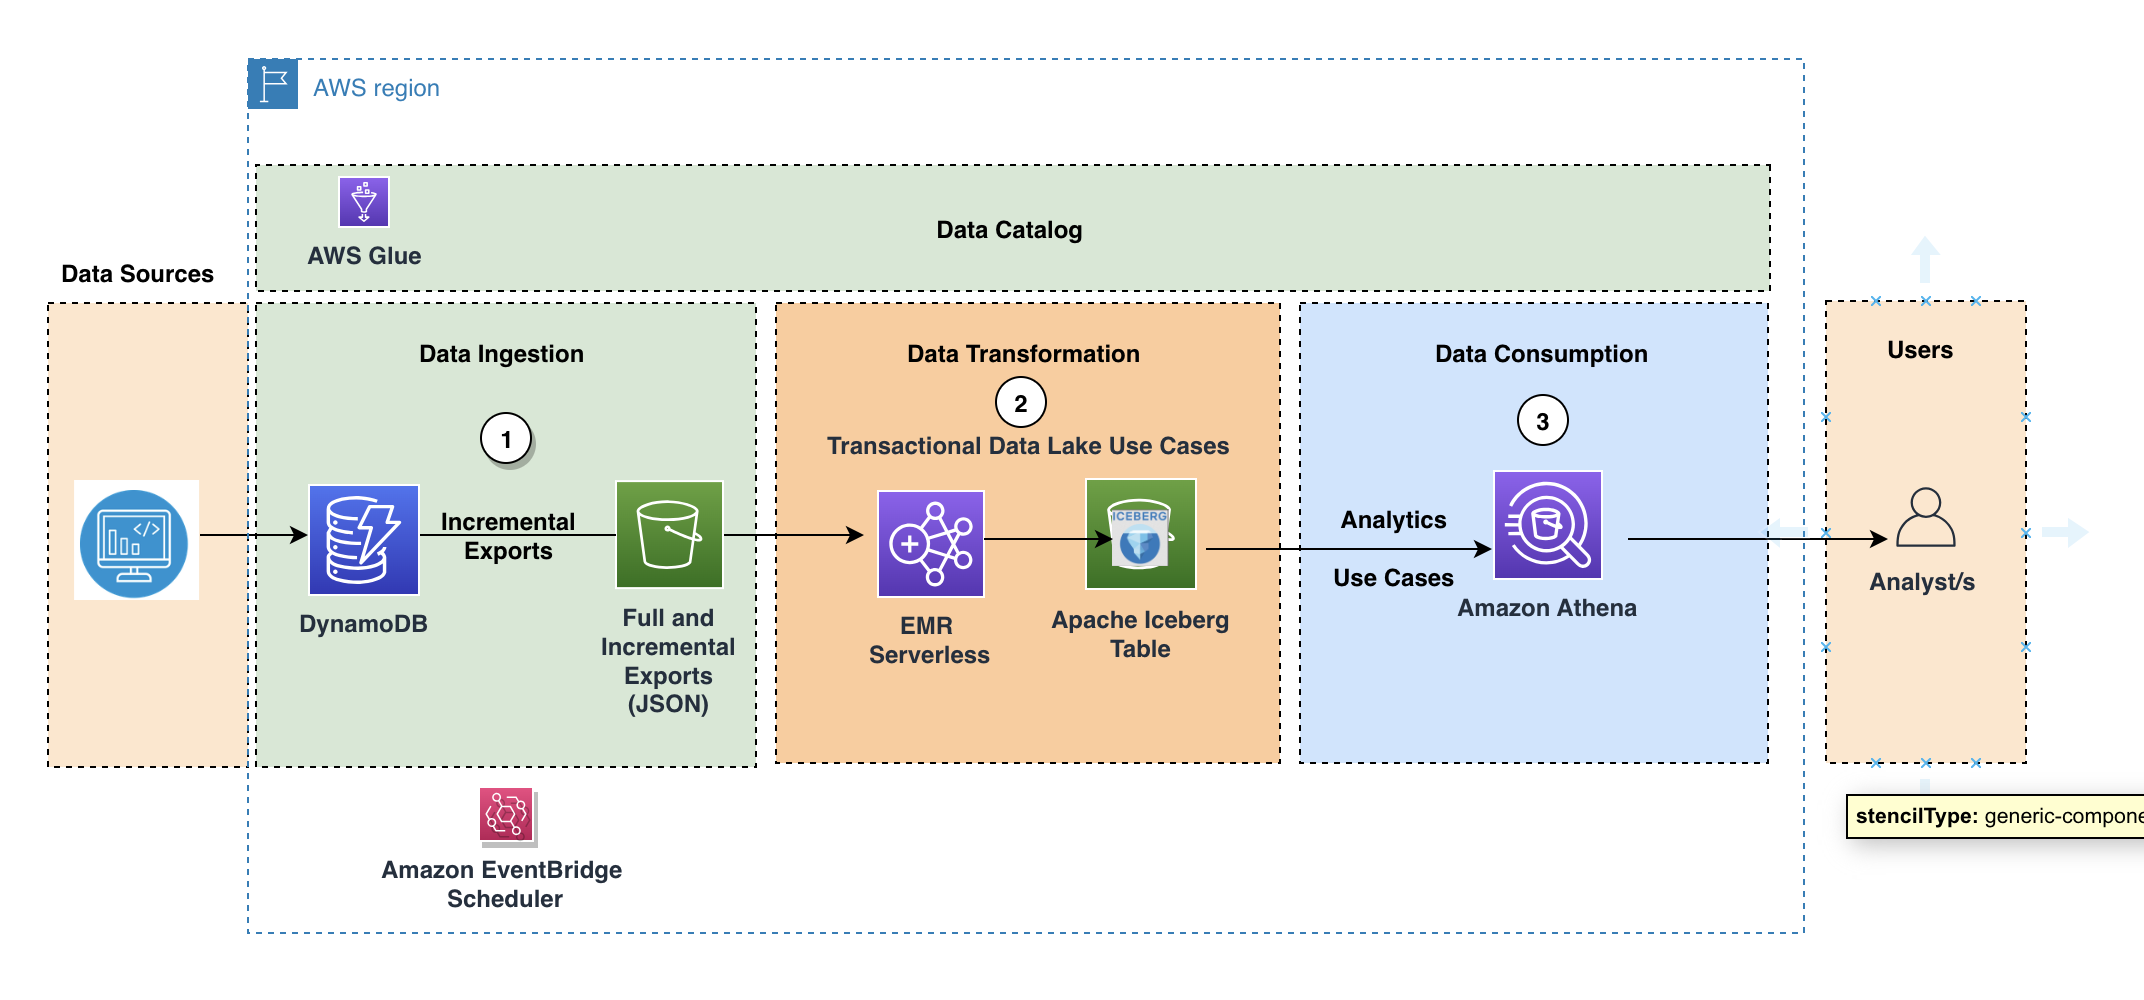 AWS region
AWS Glue
Data Catalog
Data Sources
Data Ingestion
1
DynamoDB
Incremental
Exports
Full and
Incremental
Exports
(JSON)
Data Transformation
2
Transactional Data Lake Use Cases
EMR
Serverless
ICEBERG
Apache Iceberg
Table
Data Consumption
3
Analytics
Use Cases
Amazon Athena
Users
Analyst/s
stencilType: generic-compone
Amazon EventBridge
Scheduler